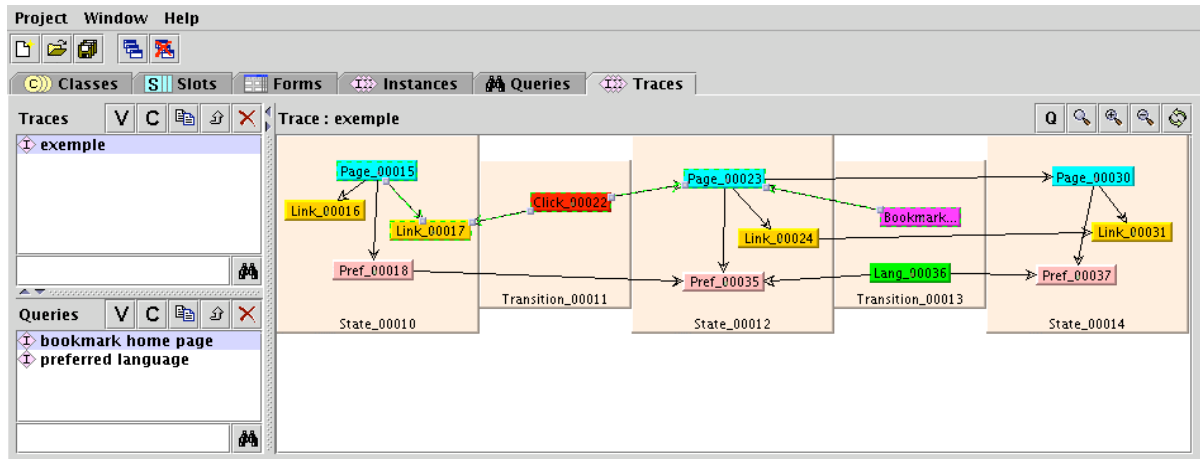 Project Window Help
Classes Slots Forms Instances Queries Traces
Traces V C
exemple
Queries V C
bookmark home page
preferred language
Trace : exemple Q
Page_00015
Link_00016
Link_00017
Pref_00018
State_00010
Click_00022
Transition_00011
Page_00023
Link_00024
Pref_00035
State_00012
Bookmark...
Lang_00036
Transition_00013
Page_00030
Link_00031
Pref_00037
State_00014